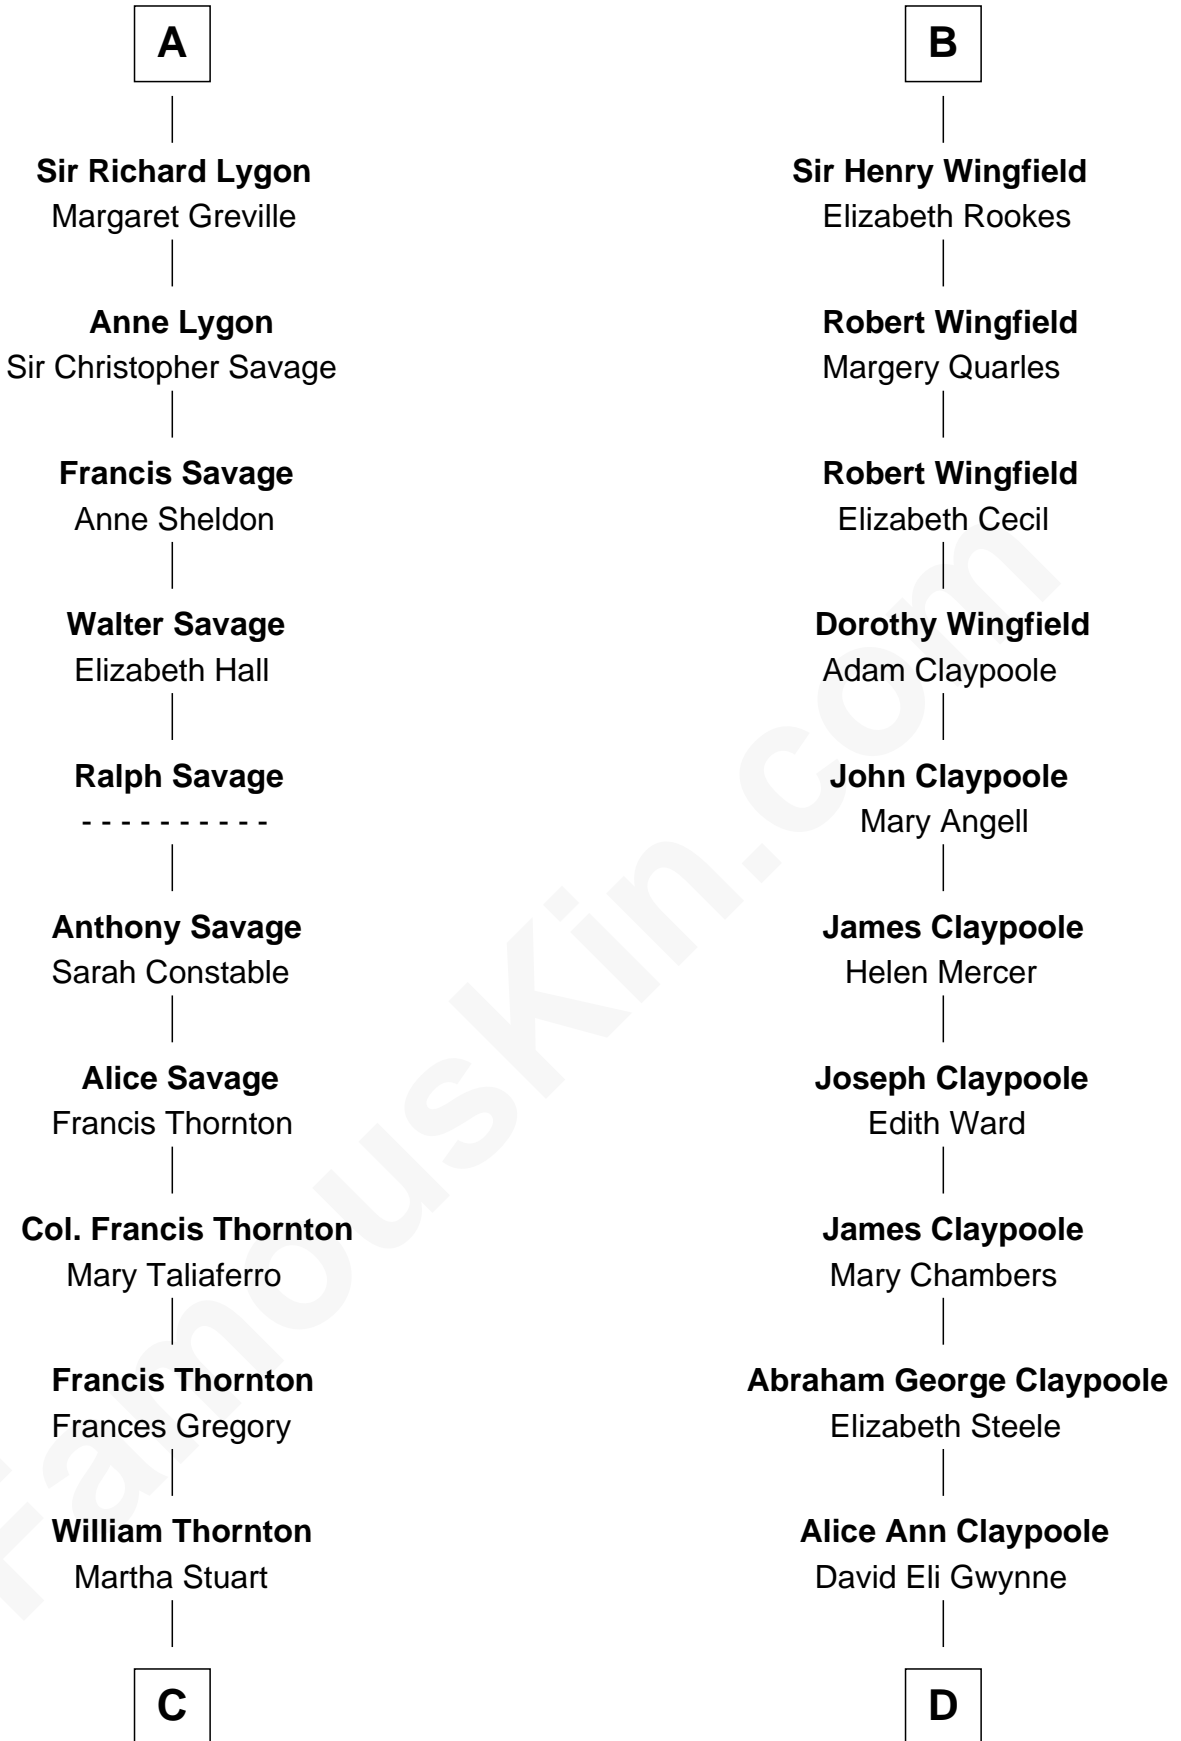 A
Sir Richard Lygon
Margaret Greville
Anne Lygon
Sir Christopher Savage
Francis Savage
Anne Sheldon
Walter Savage
Elizabeth Hall
Ralph Savage
- - - - - - - - - -
Anthony Savage
Sarah Constable
Alice Savage
Francis Thornton
Col. Francis Thornton
Mary Taliaferro
Francis Thornton
Frances Gregory
William Thornton
Martha Stuart
C
B
Sir Henry Wingfield
Elizabeth Rookes
Robert Wingfield
Margery Quarles
Robert Wingfield
Elizabeth Cecil
Dorothy Wingfield
Adam Claypoole
John Claypoole
Mary Angell
James Claypoole
Helen Mercer
Joseph Claypoole
Edith Ward
James Claypoole
Mary Chambers
Abraham George Claypoole
Elizabeth Steele
Alice Ann Claypoole
David Eli Gwynne
D
FamousKin.com